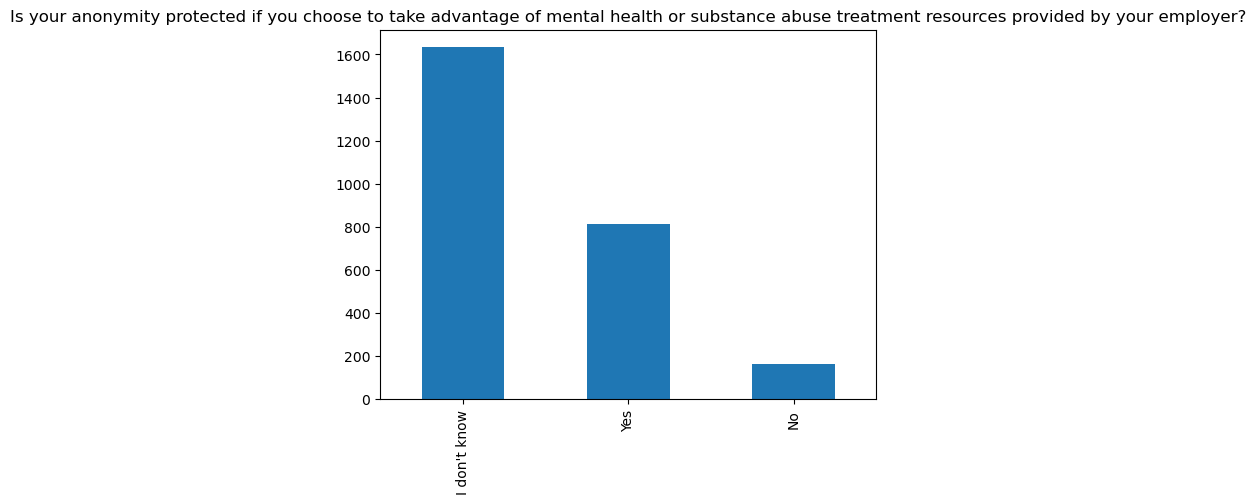 Is your anonymity protected if you choose to take advantage of mental health or substance abuse treatment resources provided by your employer?
1600
1400
1200
1000
800
600
400
200
0
I don't know
Yes
No